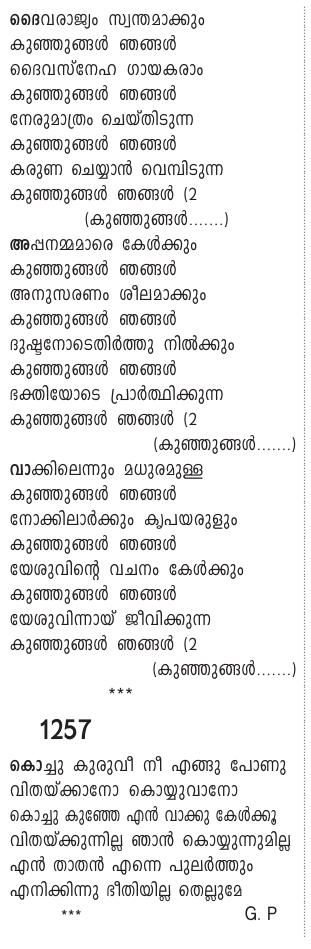 ദൈവരാജ്യം സ്വന്തമാക്കും
കുഞ്ഞുങ്ങൾ ഞങ്ങൾ
ദൈവസ്നേഹ ഗായകരാം
കുഞ്ഞുങ്ങൾ ഞങ്ങൾ
നേരുമാത്രം ചെയ്തിടുന്ന
കുഞ്ഞുങ്ങൾ ഞങ്ങൾ
കരുണ ചെയ്യാൻ വെമ്പിടുന്ന
കുഞ്ഞുങ്ങൾ ഞങ്ങൾ (2
(കുഞ്ഞുങ്ങൾ.......)
അപ്പനമ്മമാരെ കേൾക്കും
കുഞ്ഞുങ്ങൾ ഞങ്ങൾ
അനുസരണം ശീലമാക്കും
കുഞ്ഞുങ്ങൾ ഞങ്ങൾ
ദുഷ്ടനോടെതിർത്തു നിൽക്കും
കുഞ്ഞുങ്ങൾ ഞങ്ങൾ
ഭക്തിയോടെ പ്രാർത്ഥിക്കുന്ന
കുഞ്ഞുങ്ങൾ ഞങ്ങൾ (2
(കുഞ്ഞുങ്ങൾ.......)
വാക്കിലെന്നും മധുരമുള്ള
കുഞ്ഞുങ്ങൾ ഞങ്ങൾ
നോക്കിലാർക്കും കൃപയരുളും
കുഞ്ഞുങ്ങൾ ഞങ്ങൾ
യേശുവിന്റെ വചനം കേൾക്കും
കുഞ്ഞുങ്ങൾ ഞങ്ങൾ
യേശുവിന്നായ് ജീവിക്കുന്ന
കുഞ്ഞുങ്ങൾ ഞങ്ങൾ (2
(കുഞ്ഞുങ്ങൾ.......)
***
1257
കൊച്ചു കുരുവീ നീ എങ്ങു പോണു
വിതയ്ക്കാനോ കൊയ്യുവാനോ
കൊച്ചു കുഞ്ഞേ എൻ വാക്കു കേൾക്കൂ
വിതയ്ക്കുന്നില്ല ഞാൻ കൊയ്യുന്നുമില്ല
എൻ താതൻ എന്നെ പുലർത്തും
എനിക്കിന്നു ഭീതിയില്ല തെല്ലുമേ
*** G. P